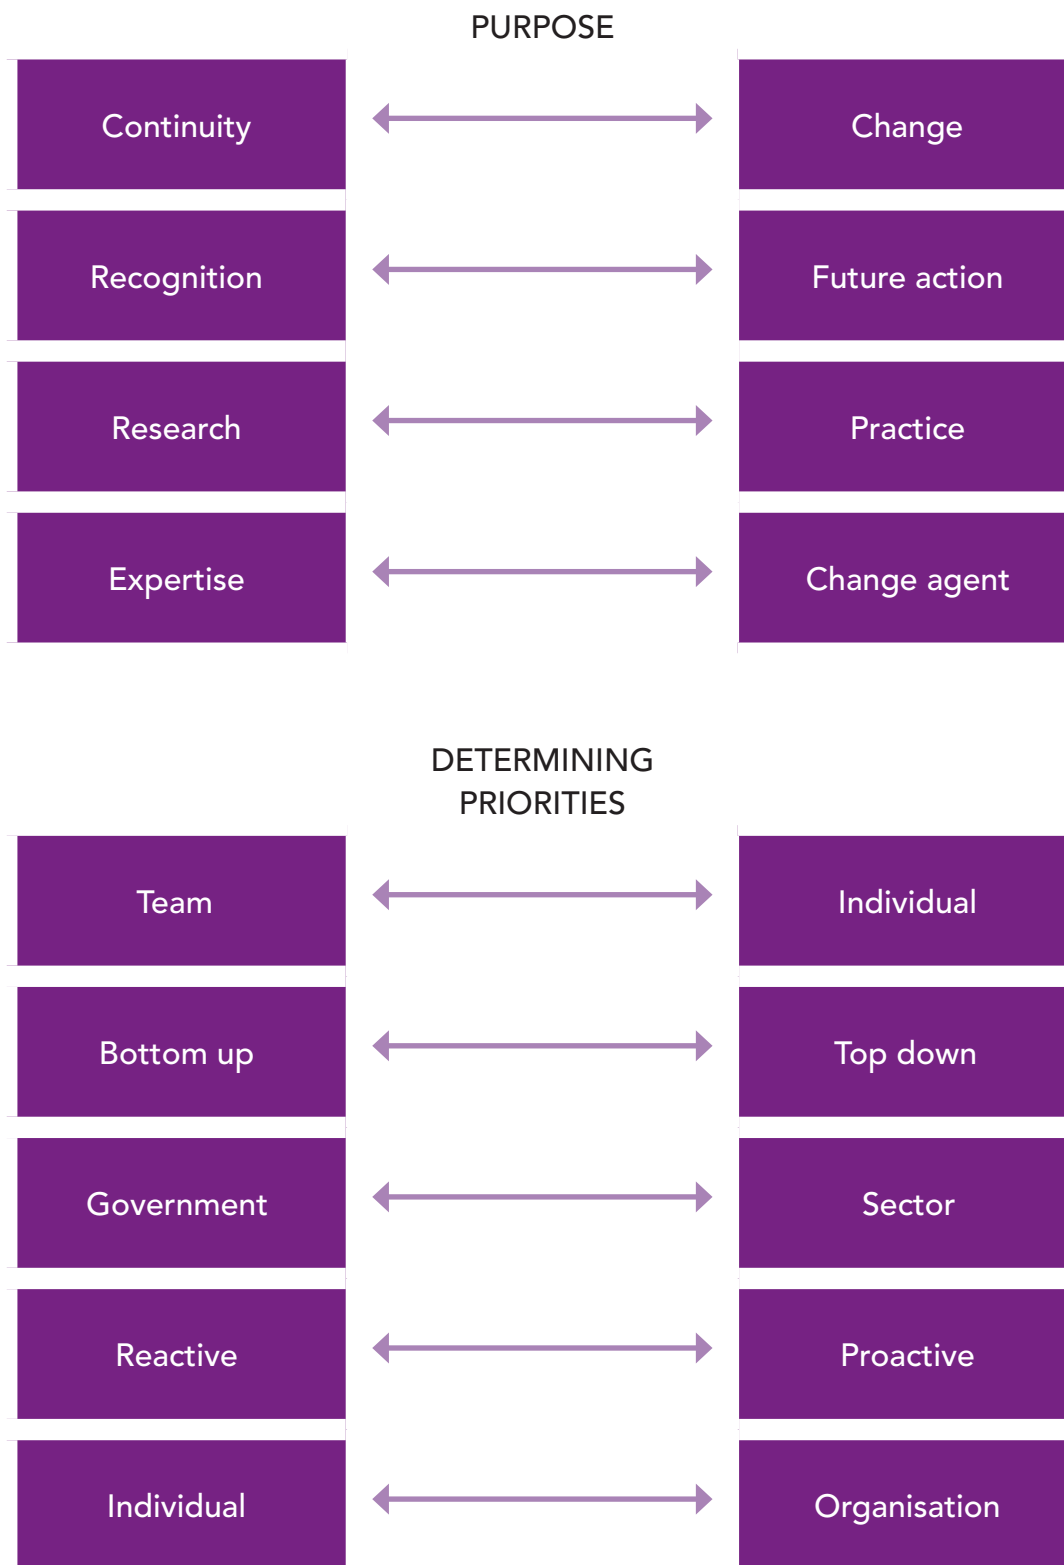 PURPOSE
Continuity
Change
Recognition
Future action
Research
Practice
Expertise
Change agent
DETERMINING
PRIORITIES
Team
Individual
Bottom up
Top down
Government
Sector
Reactive
Proactive
Individual
Organisation